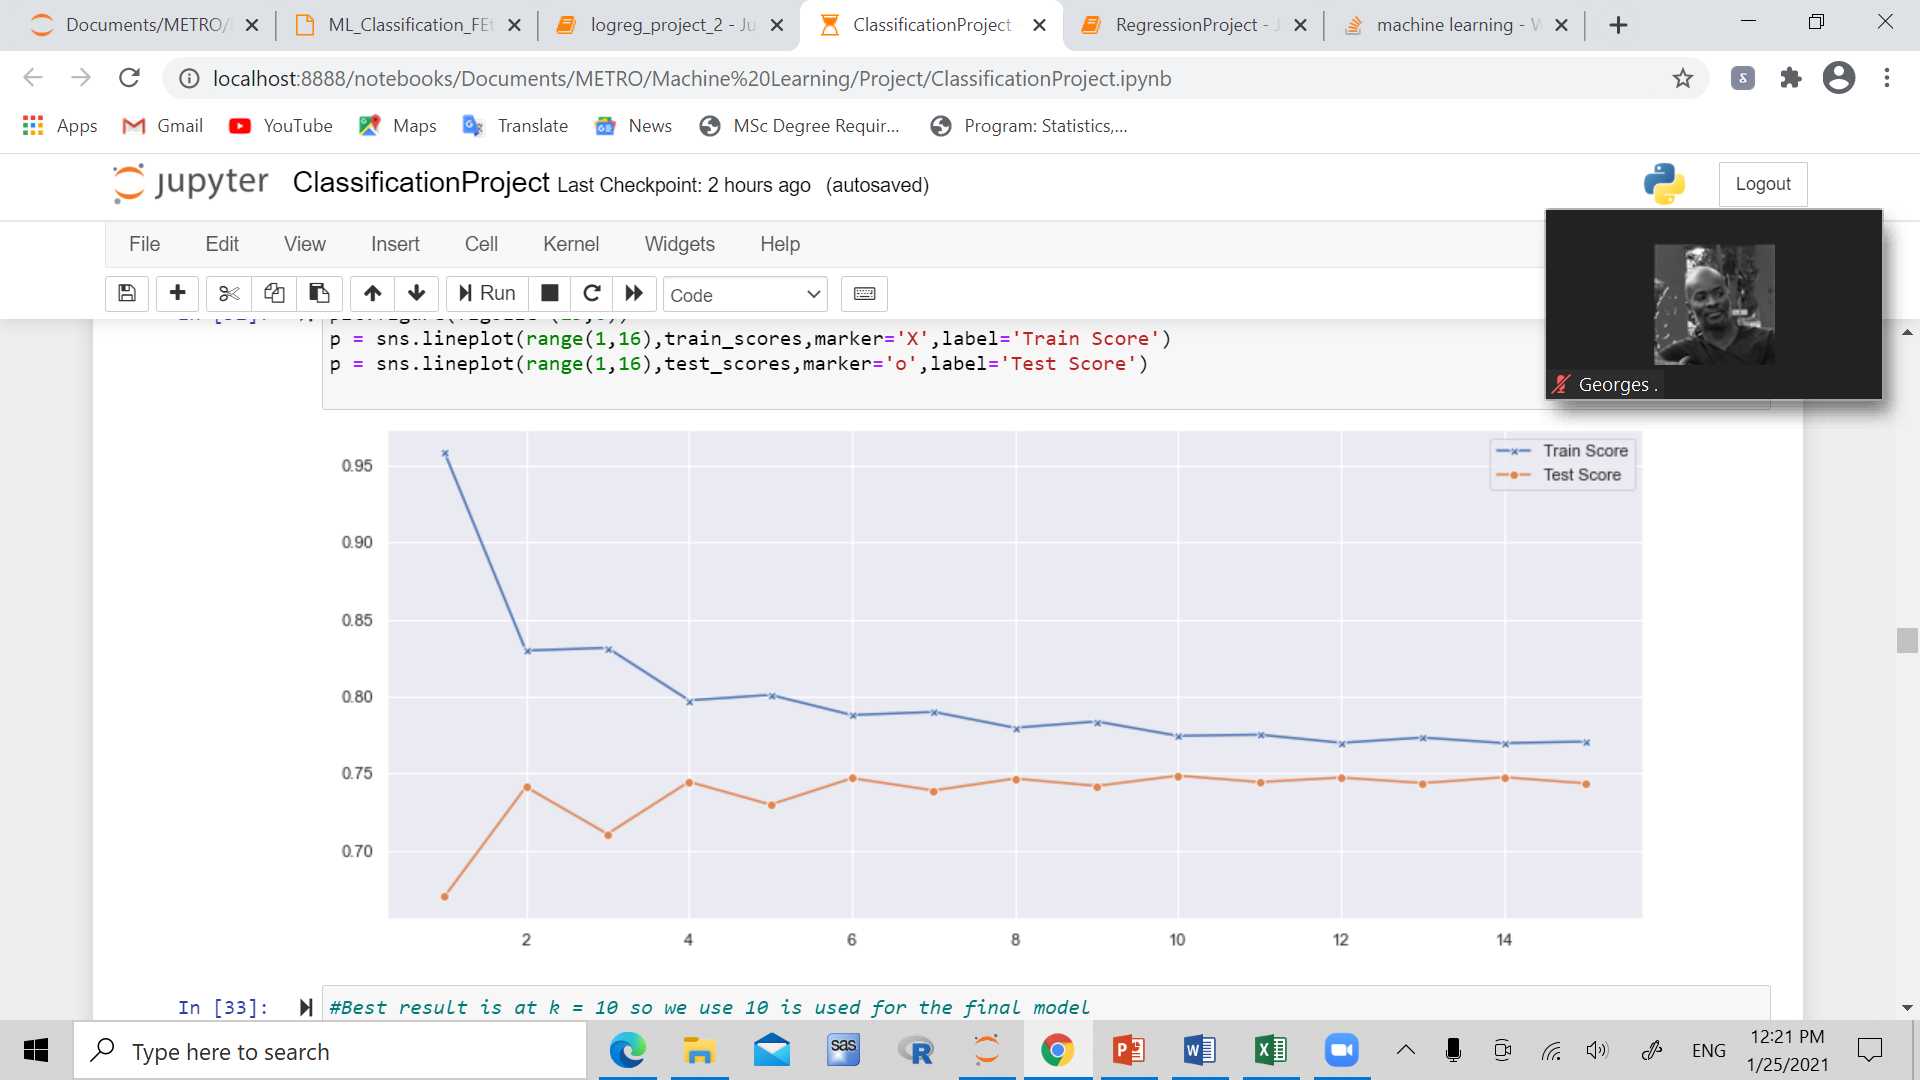 Documents/METRO/
ML_Classification_FEt
logreg_project_2 - Ju
ClassificationProject
RegressionProject - J
machine learning - W
localhost:8888/notebooks/Documents/METRO/Machine%20Learning/Project/ClassificationProject.ipynb
Apps
Gmail
YouTube
Maps
Translate
News
MSc Degree Requir...
Program: Statistics,...
jupyter ClassificationProject Last Checkpoint: 2 hours ago (autosaved)
Logout
File Edit View Insert Cell Kernel Widgets Help
Run
Code
p = sns.lineplot(range(1,16),train_scores,marker='X',label='Train Score')
p = sns.lineplot(range(1,16),test_scores,marker='o',label='Test Score')
Georges .
Train Score
Test Score
0.95
0.90
0.85
0.80
0.75
0.70
2 4 6 8 10 12 14
In [33]:
#Best result is at k = 10 so we use 10 is used for the final model
Type here to search
sas
ENG
12:21 PM
1/25/2021